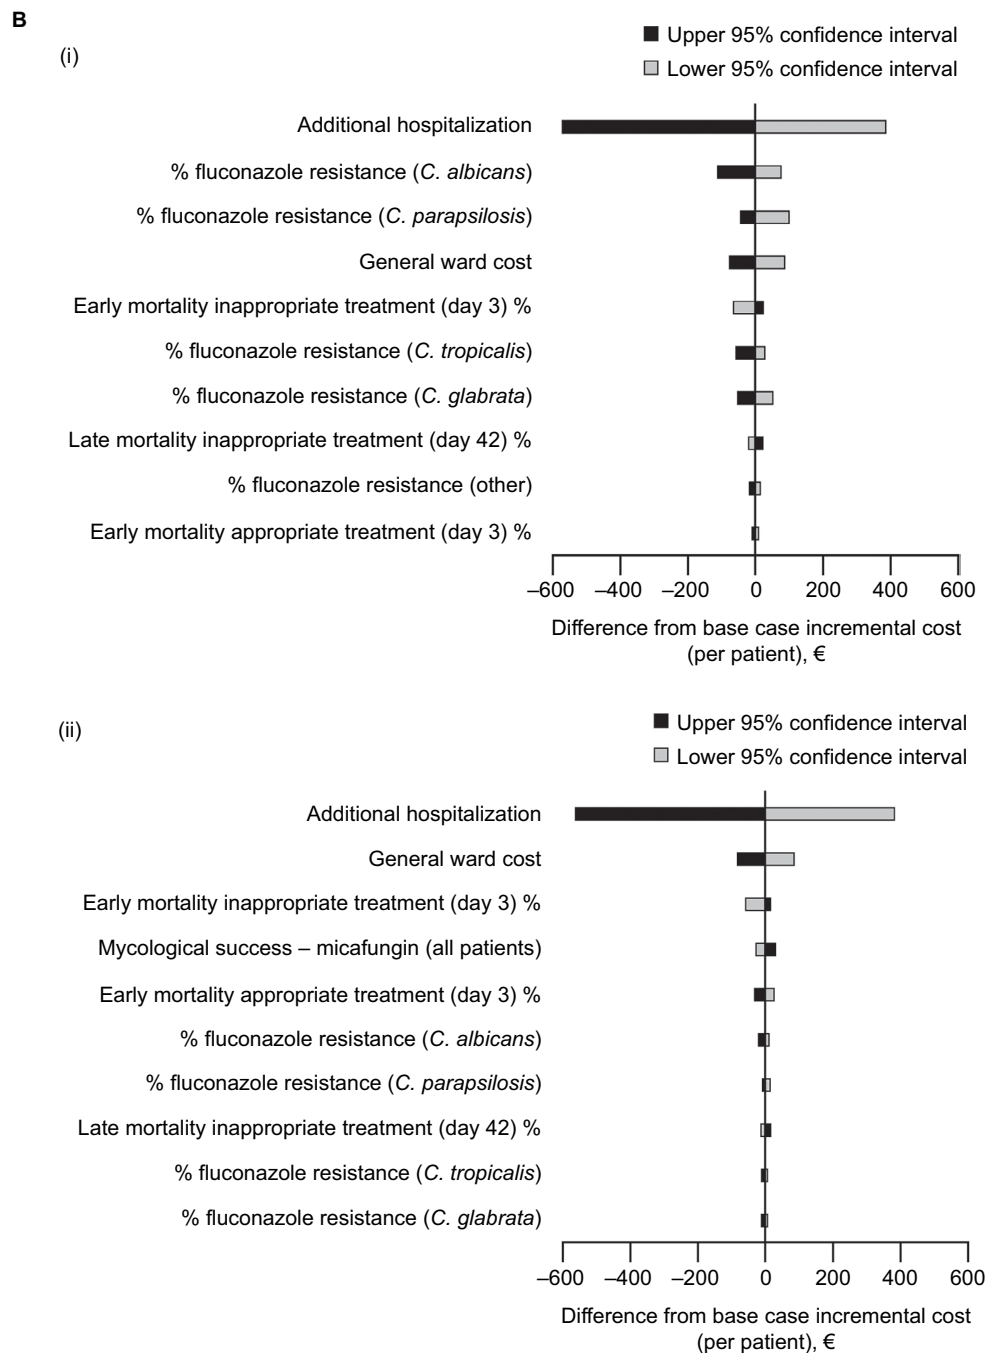 B
(i)
Upper 95% confidence interval
Lower 95% confidence interval
Additional hospitalization
% fluconazole resistance (C. albicans)
% fluconazole resistance (C. parapsilosis)
General ward cost
Early mortality inappropriate treatment (day 3) %
% fluconazole resistance (C. tropicalis)
% fluconazole resistance (C. glabrata)
Late mortality inappropriate treatment (day 42) %
% fluconazole resistance (other)
Early mortality appropriate treatment (day 3) %
–600 –400 –200 0 200 400 600
Difference from base case incremental cost
(per patient), €
(ii)
Upper 95% confidence interval
Lower 95% confidence interval
Additional hospitalization
General ward cost
Early mortality inappropriate treatment (day 3) %
Mycological success – micafungin (all patients)
Early mortality appropriate treatment (day 3) %
% fluconazole resistance (C. albicans)
% fluconazole resistance (C. parapsilosis)
Late mortality inappropriate treatment (day 42) %
% fluconazole resistance (C. tropicalis)
% fluconazole resistance (C. glabrata)
–600 –400 –200 0 200 400 600
Difference from base case incremental cost
(per patient), €